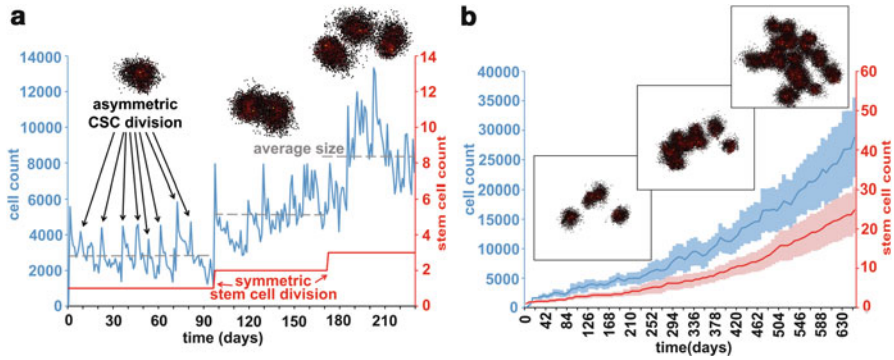 a
14000
12000
10000
8000
6000
4000
2000
0
cell count
asymmetric
CSC division
average size
symmetric
stem cell division
14
12
10
8
6
4
2
0
stem cell count
0 30 60 90 120 150 180 210
time (days)
b
40000
35000
30000
25000
20000
15000
10000
5000
0
cell count
60
50
40
30
20
10
0
stem cell count
0 42 84 126 168 210 252 294 336 378 420 462 504 546 588 630
time(days)